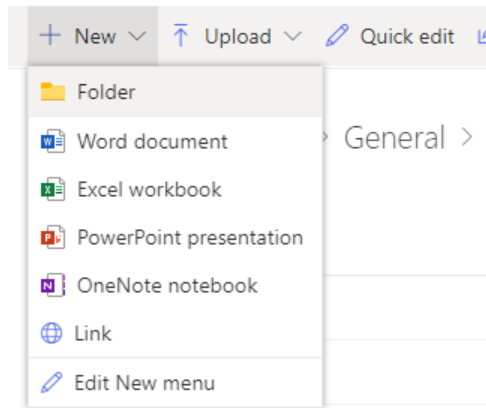 New Upload Quick edit
Folder
Word document
General
Excel workbook
PowerPoint presentation
OneNote notebook
Link
Edit New menu